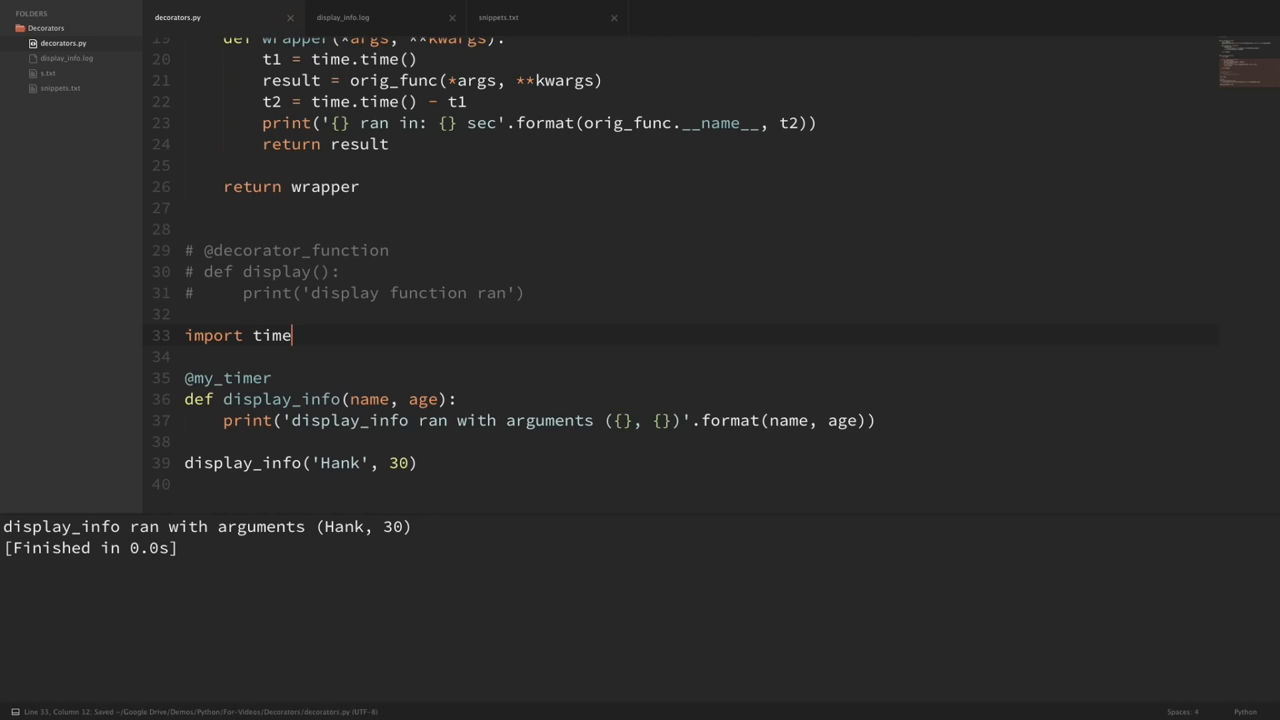 FOLDERS
Decorators
decorators.py
display_info.log
s.txt
snippets.txt
decorators.py
display_info.log
snippets.txt
19     def wrapper(*args, **kwargs):
20         t1 = time.time()
21         result = orig_func(*args, **kwargs)
22         t2 = time.time() - t1
23         print('{} ran in: {} sec'.format(orig_func.__name__, t2))
24         return result
25
26     return wrapper
27
28
29 # @decorator_function
30 # def display():
31 #     print('display function ran')
32
33 import time
34
35 @my_timer
36 def display_info(name, age):
37     print('display_info ran with arguments ({}, {})'.format(name, age))
38
39 display_info('Hank', 30)
40
display_info ran with arguments (Hank, 30)
[Finished in 0.0s]
Line 33, Column 12; Saved ~/Google Drive/Demos/Python/For-Videos/Decorators/decorators.py (UTF-8)
Spaces: 4
Python